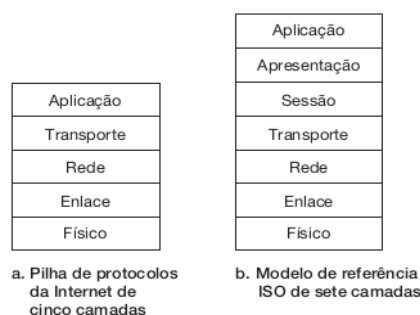 Aplicação
Transporte
Rede
Enlace
Físico
a. Pilha de protocolos
da Internet de
cinco camadas
Aplicação
Apresentação
Sessão
Transporte
Rede
Enlace
Físico
b. Modelo de referência
ISO de sete camadas